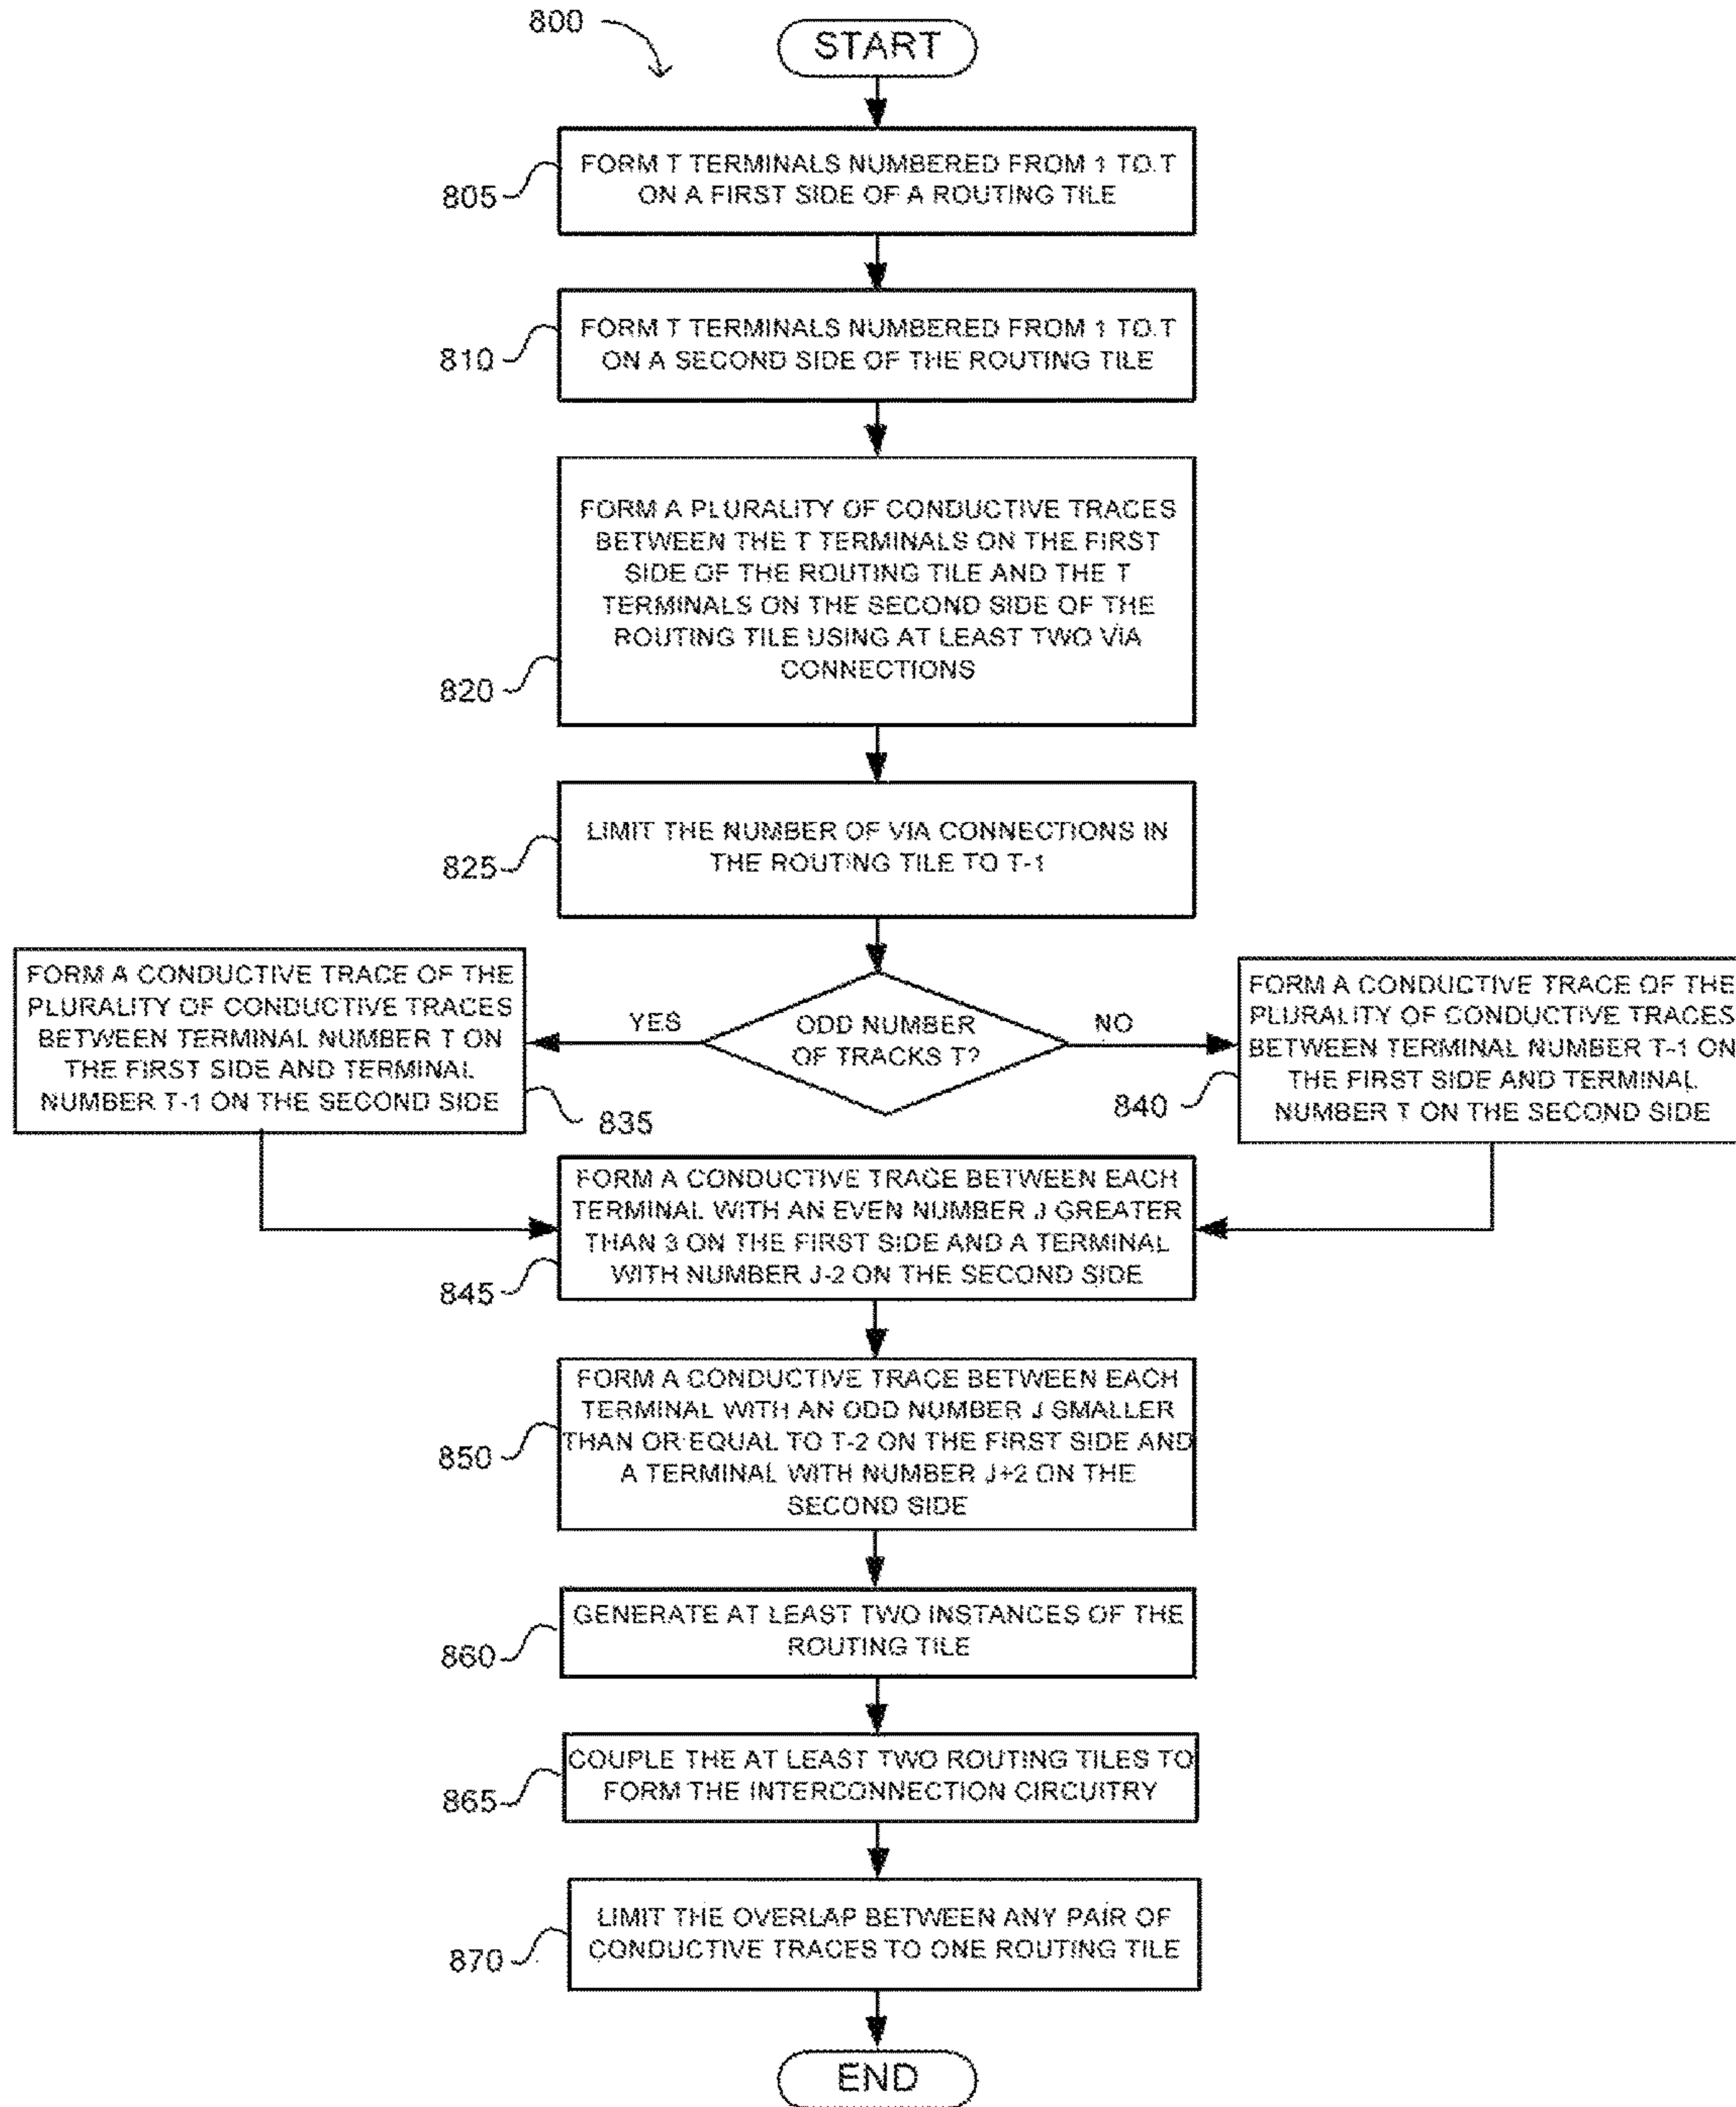 800
START
FORM T TERMINALS NUMBERED FROM 1 TO T
ON A FIRST SIDE OF A ROUTING TILE
805
FORM T TERMINALS NUMBERED FROM 1 TO T
ON A SECOND SIDE OF THE ROUTING TILE
810
FORM A PLURALITY OF CONDUCTIVE TRACES
BETWEEN THE T TERMINALS ON THE FIRST
SIDE OF THE ROUTING TILE AND THE T
TERMINALS ON THE SECOND SIDE OF THE
ROUTING TILE USING AT LEAST TWO VIA
CONNECTIONS
820
LIMIT THE NUMBER OF VIA CONNECTIONS IN
THE ROUTING TILE TO T-1
825
ODD NUMBER
OF TRACKS T?
YES
NO
FORM A CONDUCTIVE TRACE OF THE
PLURALITY OF CONDUCTIVE TRACES
BETWEEN TERMINAL NUMBER T ON
THE FIRST SIDE AND TERMINAL
NUMBER T-1 ON THE SECOND SIDE
835
FORM A CONDUCTIVE TRACE OF THE
PLURALITY OF CONDUCTIVE TRACES
BETWEEN TERMINAL NUMBER T-1 ON
THE FIRST SIDE AND TERMINAL
NUMBER T ON THE SECOND SIDE
840
FORM A CONDUCTIVE TRACE BETWEEN EACH
TERMINAL WITH AN EVEN NUMBER J GREATER
THAN 3 ON THE FIRST SIDE AND A TERMINAL
WITH NUMBER J-2 ON THE SECOND SIDE
845
FORM A CONDUCTIVE TRACE BETWEEN EACH
TERMINAL WITH AN ODD NUMBER J SMALLER
THAN OR EQUAL TO T-2 ON THE FIRST SIDE AND
A TERMINAL WITH NUMBER J+2 ON THE
SECOND SIDE
850
GENERATE AT LEAST TWO INSTANCES OF THE
ROUTING TILE
860
COUPLE THE AT LEAST TWO ROUTING TILES TO
FORM THE INTERCONNECTION CIRCUITRY
865
LIMIT THE OVERLAP BETWEEN ANY PAIR OF
CONDUCTIVE TRACES TO ONE ROUTING TILE
870
END